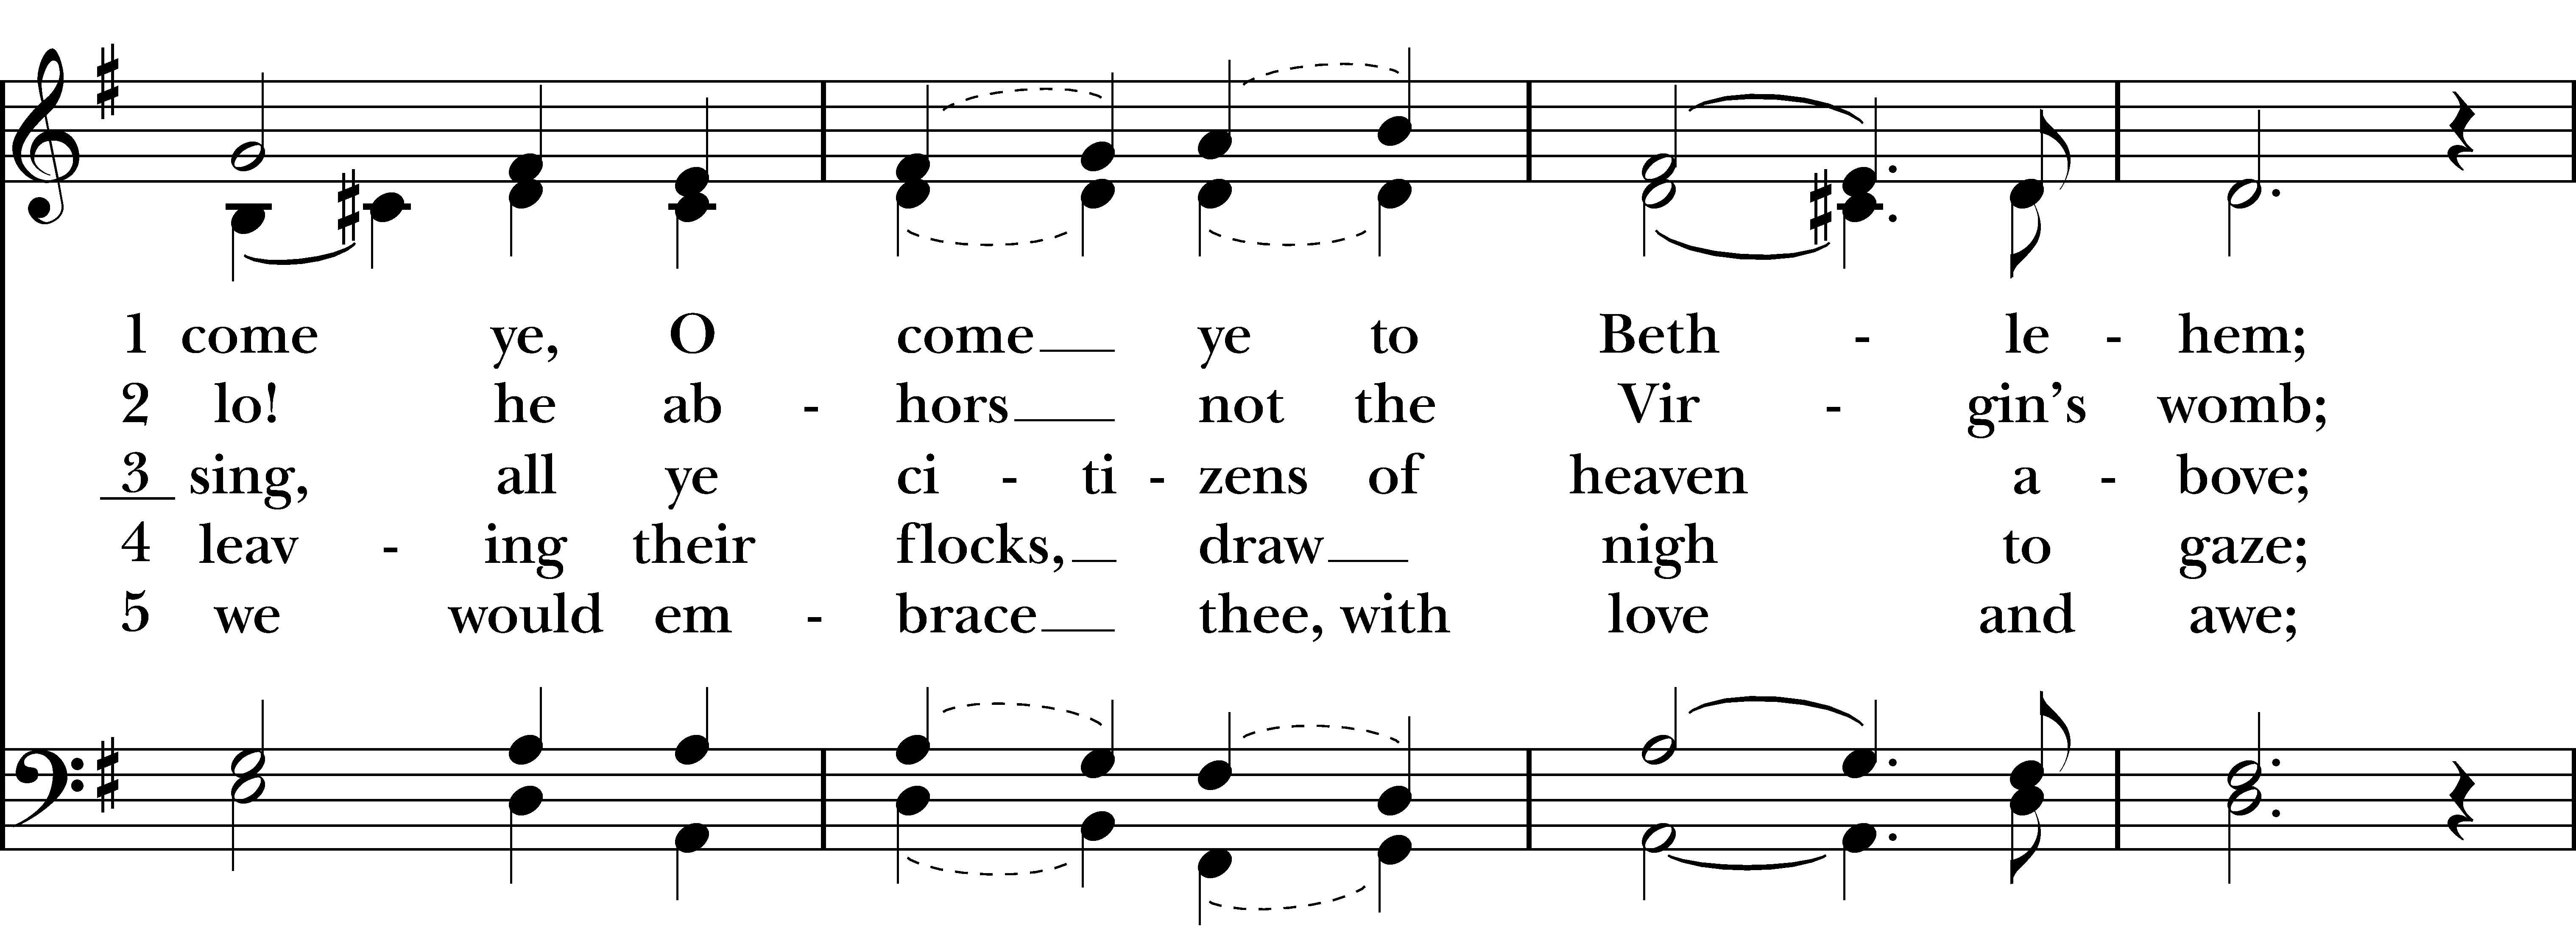 1 come ye, O come ye to Beth - le - hem;
2 lo! he ab - hors not the Vir - gin's womb;
3 sing, all ye ci - ti - zens of heaven a - bove;
4 leav - ing their flocks, draw nigh to gaze;
5 we would em - brace thee, with love and awe;